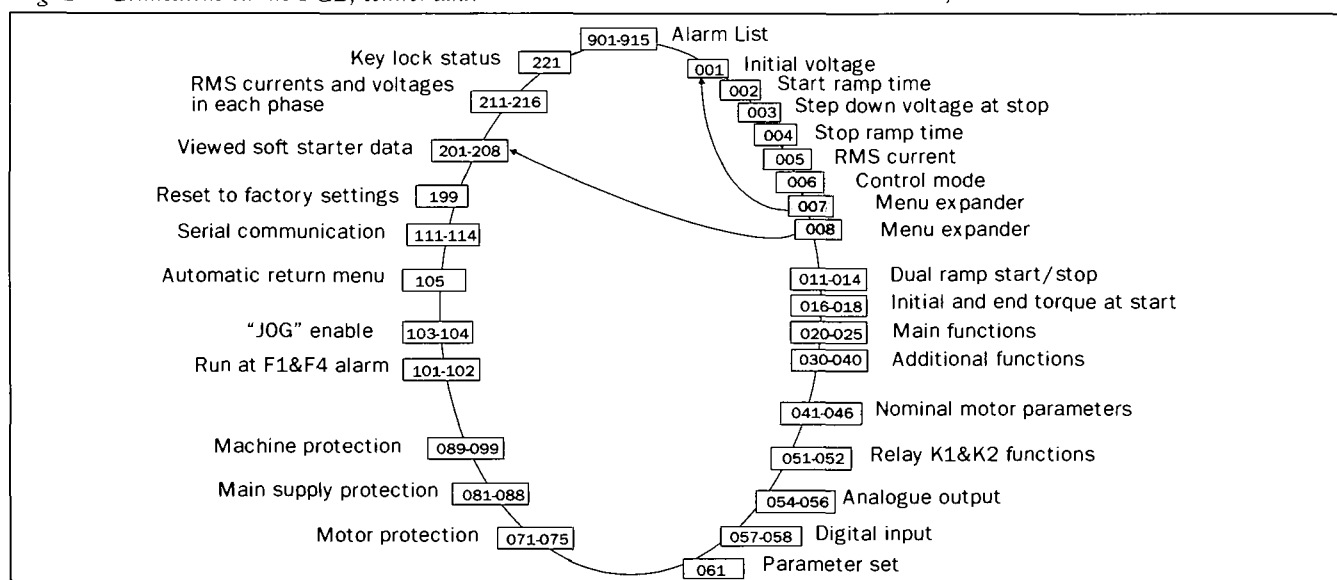 901-915 Alarm List
Key lock status 221
001 Initial voltage
RMS currents and voltages
in each phase 211-216
002 Start ramp time
003 Step down voltage at stop
004 Stop ramp time
Viewed soft starter data 201-208
005 RMS current
006 Control mode
Reset to factory settings 199
007 Menu expander
Serial communication 111-114
008 Menu expander
Automatic return menu 105
011-014 Dual ramp start/stop
016-018 Initial and end torque at start
"JOG" enable 103-104
020-025 Main functions
Run at F1&F4 alarm 101-102
030-040 Additional functions
041-046 Nominal motor parameters
Machine protection 089-099
051-052 Relay K1&K2 functions
Main supply protection 081-088
054-056 Analogue output
Motor protection 071-075
057-058 Digital input
061 Parameter set